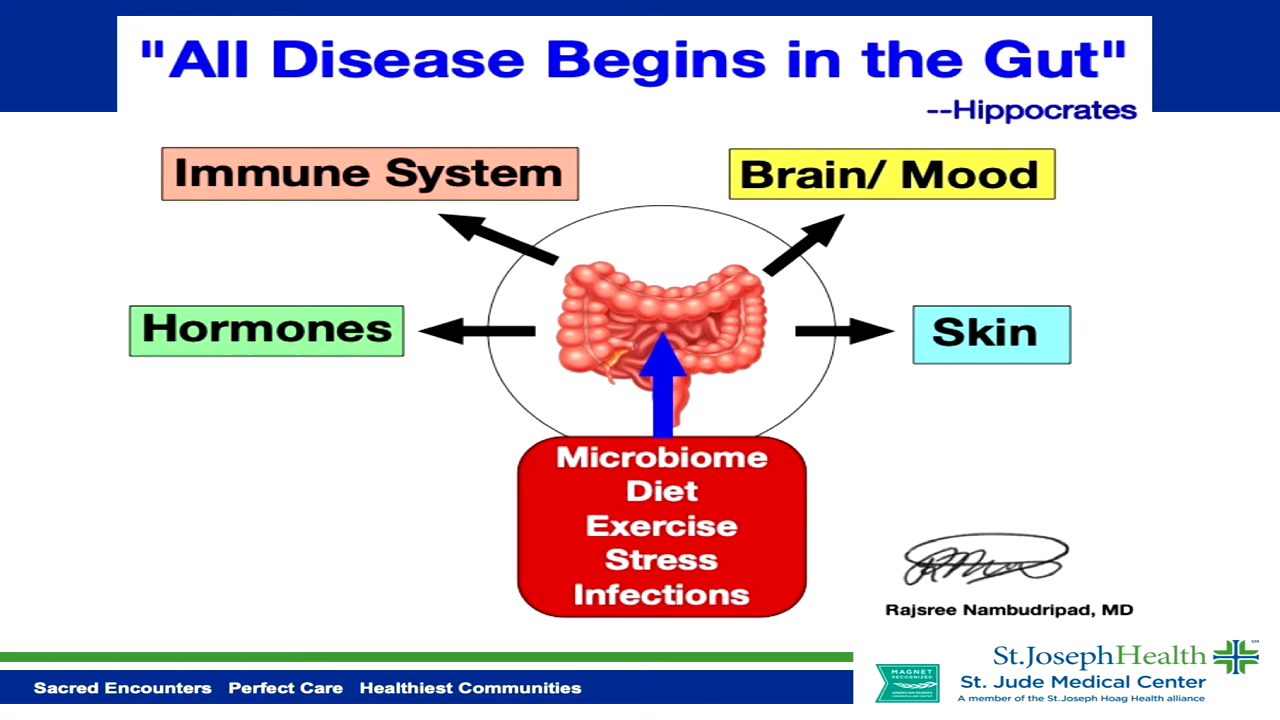 "All Disease Begins in the Gut"
--Hippocrates
Immune System
Brain/ Mood
Hormones
Skin
Microbiome
Diet
Exercise
Stress
Infections
Rajsree Nambudripad, MD
Sacred Encounters Perfect Care Healthiest Communities
MAGNET
RECOGNIZED
St.JosephHealth
St. Jude Medical Center
A member of the St.Joseph Hoag Health alliance